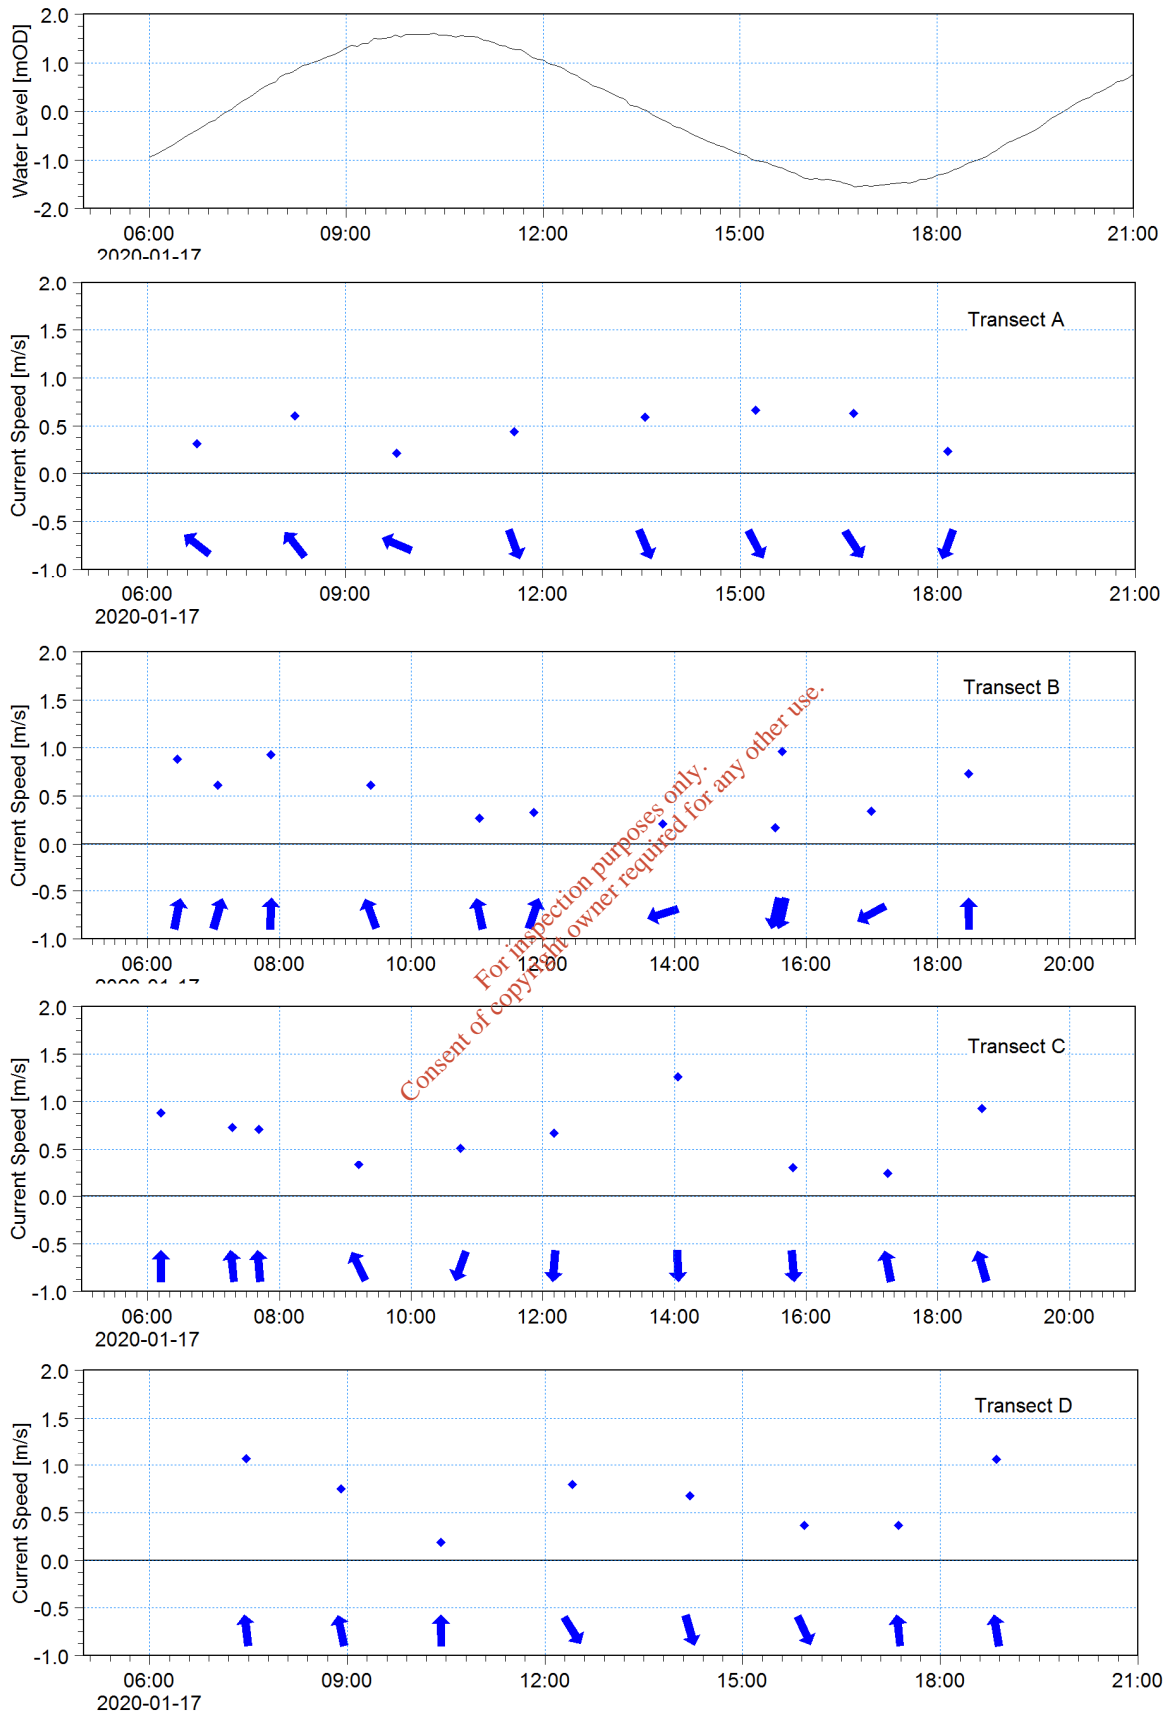 Water Level [mOD]
2.0
1.0
0.0
-1.0
-2.0
06:00 09:00 12:00 15:00 18:00 21:00
2020-01-17
Current Speed [m/s]
Transect A
2.0
1.5
1.0
0.5
0.0
-0.5
-1.0
06:00 09:00 12:00 15:00 18:00 21:00
2020-01-17
Current Speed [m/s]
Transect B
2.0
1.5
1.0
0.5
0.0
-0.5
-1.0
06:00 08:00 10:00 12:00 14:00 16:00 18:00 20:00
2020-01-17
For inspection purposes only.
Consent of copyright owner required for any other use.
Current Speed [m/s]
Transect C
2.0
1.5
1.0
0.5
0.0
-0.5
-1.0
06:00 08:00 10:00 12:00 14:00 16:00 18:00 20:00
2020-01-17
Current Speed [m/s]
Transect D
2.0
1.5
1.0
0.5
0.0
-0.5
-1.0
06:00 09:00 12:00 15:00 18:00 21:00
2020-01-17